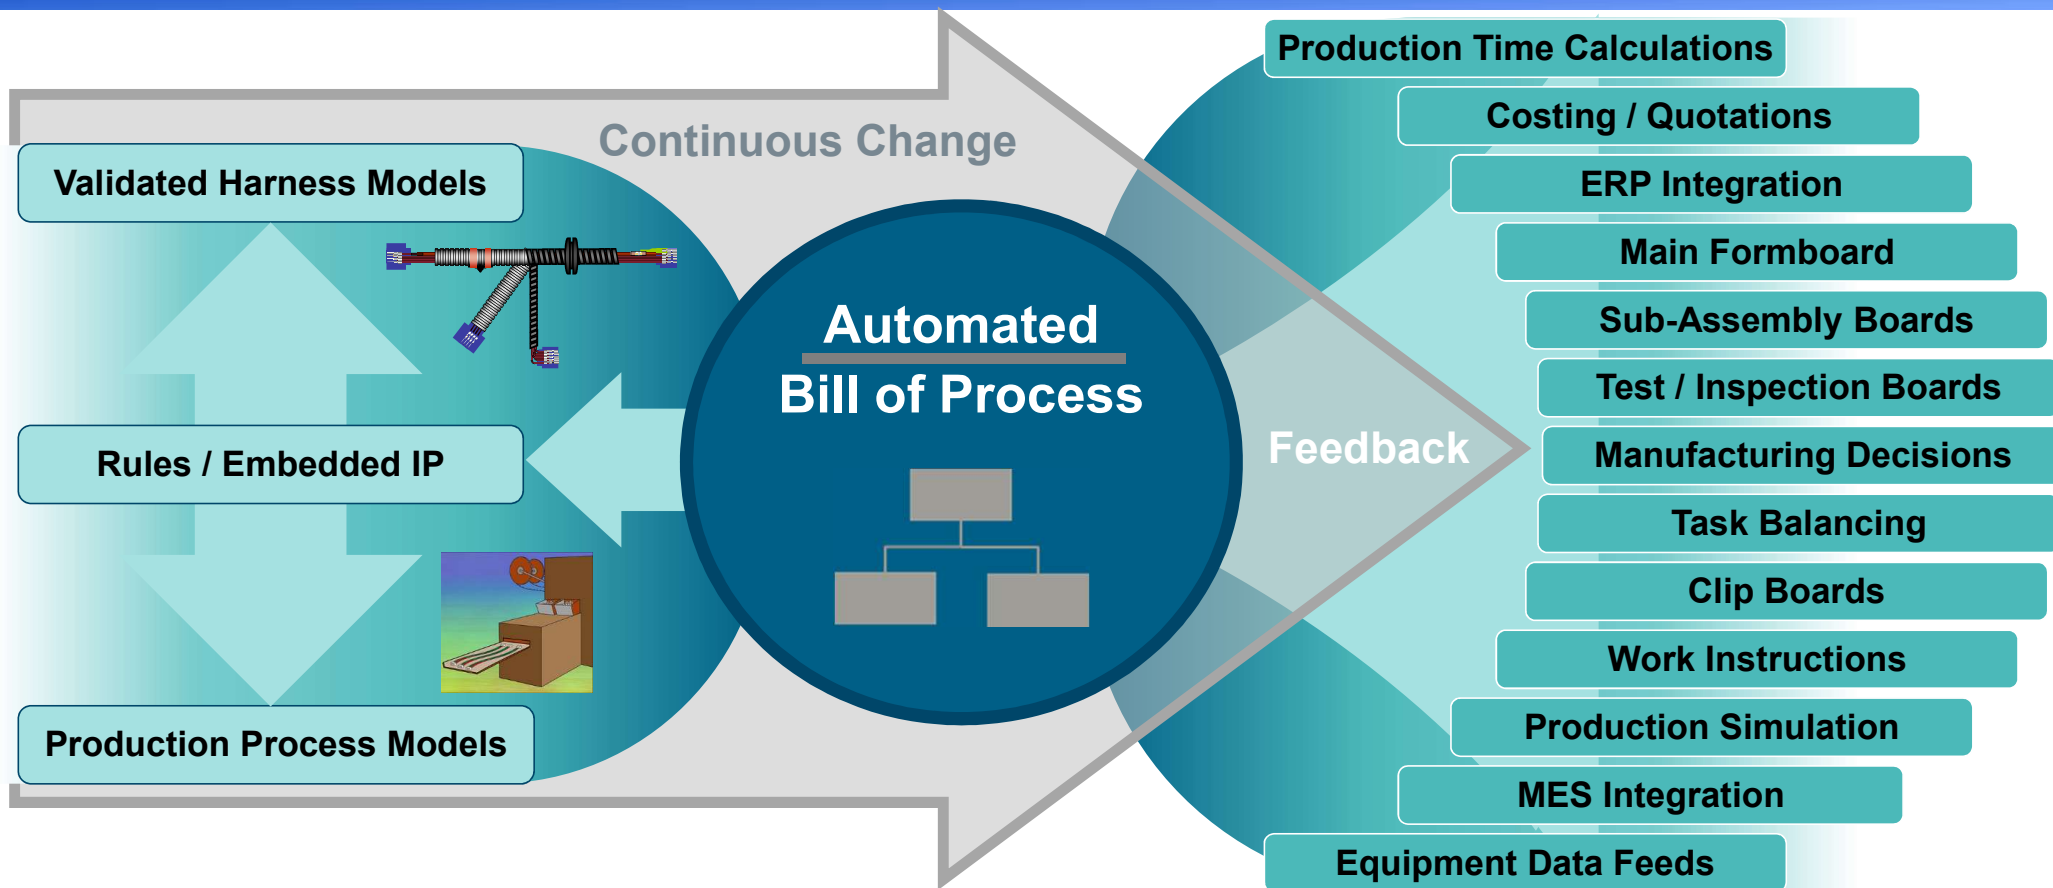 Continuous Change
Validated Harness Models
Rules / Embedded IP
Production Process Models
Automated
Bill of Process
Feedback
Production Time Calculations
Costing / Quotations
ERP Integration
Main Formboard
Sub-Assembly Boards
Test / Inspection Boards
Manufacturing Decisions
Task Balancing
Clip Boards
Work Instructions
Production Simulation
MES Integration
Equipment Data Feeds